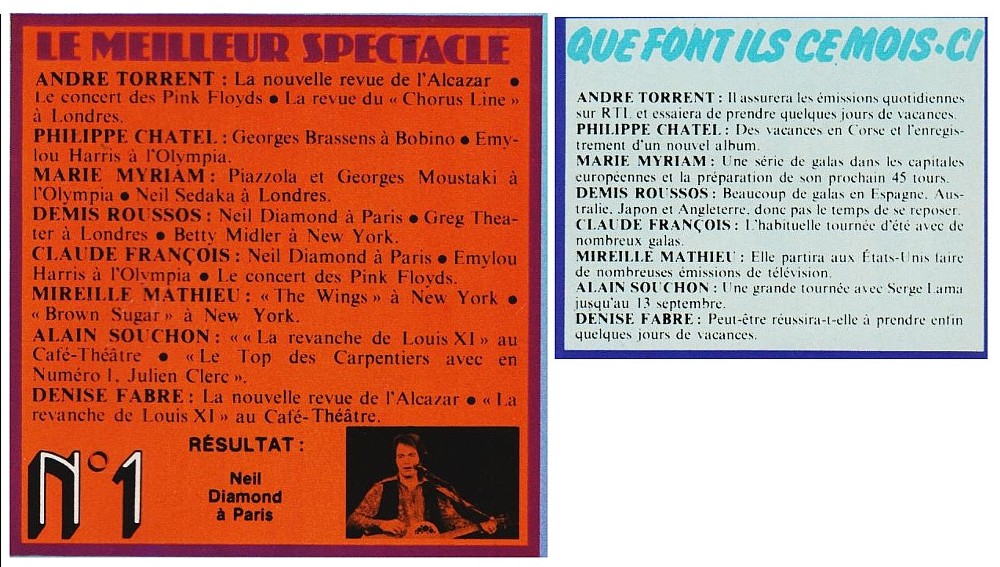 LE MEILLEUR SPECTACLE
ANDRE TORRENT : La nouvelle revue de l'Alcazar ●
Le concert des Pink Floyds ● La revue du « Chorus Line »
à Londres.
PHILIPPE CHATEL : Georges Brassens à Bobino ● Emy-
lou Harris à l'Olympia.
MARIE MYRIAM : Piazzola et Georges Moustaki à
l'Olympia ● Neil Sedaka à Londres.
DEMIS ROUSSOS : Neil Diamond à Paris ● Greg Thea-
ter à Londres ● Betty Midler à New York.
CLAUDE FRANÇOIS : Neil Diamond à Paris ● Emylou
Harris à l'Olympia ● Le concert des Pink Floyds.
MIREILLE MATHIEU : « The Wings » à New York ●
« Brown Sugar » à New York.
ALAIN SOUCHON : « « La revanche de Louis XI » au
Café-Théâtre ● « Le Top des Carpentiers avec en
Numéro 1, Julien Clerc ».
DENISE FABRE : La nouvelle revue de l'Alcazar ● « La
revanche de Louis XI » au Café-Théâtre.
N°1
RÉSULTAT :
Neil
Diamond
à Paris
QUE FONT ILS CE MOIS-CI
ANDRE TORRENT : Il assurera les émissions quotidiennes
sur RTL et essaiera de prendre quelques jours de vacances.
PHILIPPE CHATEL : Des vacances en Corse et l'enregis-
trement d'un nouvel album.
MARIE MYRIAM : Une série de galas dans les capitales
européennes et la préparation de son prochain 45 tours.
DEMIS ROUSSOS : Beaucoup de galas en Espagne, Aus-
tralie, Japon et Angleterre, donc pas le temps de se reposer.
CLAUDE FRANÇOIS : L'habituelle tournée d'été avec de
nombreux galas.
MIREILLE MATHIEU : Elle partira aux États-Unis faire
de nombreuses émissions de télévision.
ALAIN SOUCHON : Une grande tournée avec Serge Lama
jusqu'au 13 septembre.
DENISE FABRE : Peut-être réussira-t-elle à prendre enfin
quelques jours de vacances.